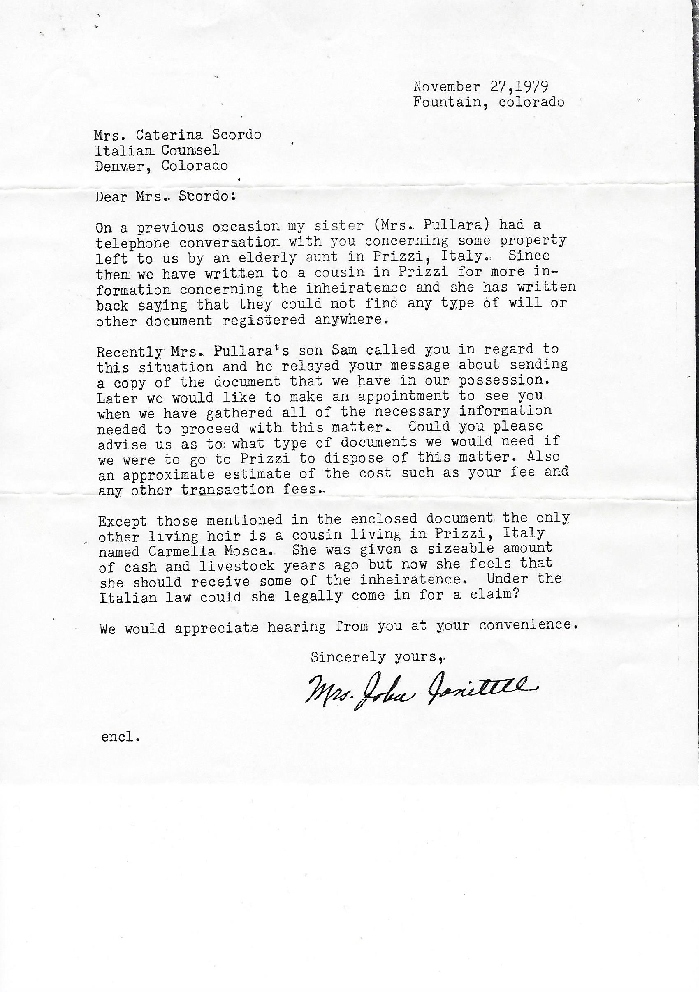 November 27,1979
Fountain, colorado
Mrs. Caterina Scordo
Italian Counsel
Denver, Colorado
Dear Mrs. Scordo:
On a previous occasion my sister (Mrs. Pullara) had a
telephone conversation with you concerning some property
left to us by an elderly aunt in Prizzi, Italy. Since
then we have written to a cousin in Prizzi for more in-
formation concerning the inheiratence and she has written
back saying that they could not find any type of will or
other document registered anywhere.
Recently Mrs. Pullara's son Sam called you in regard to
this situation and he relayed your message about sending
a copy of the document that we have in our possession.
Later we would like to make an appointment to see you
when we have gathered all of the necessary information
needed to proceed with this matter. Could you please
advise us as to what type of documents we would need if
we were to go to Prizzi to dispose of this matter. Also
an approximate estimate of the cost such as your fee and
any other transaction fees.
Except those mentioned in the enclosed document the only
other living heir is a cousin living in Prizzi, Italy
named Carmella Mosca. She was given a sizeable amount
of cash and livestock years ago but now she feels that
she should receive some of the inheiratence. Under the
Italian law could she legally come in for a claim?
We would appreciate hearing from you at your convenience.
Sincerely yours,
Mrs. John
encl.